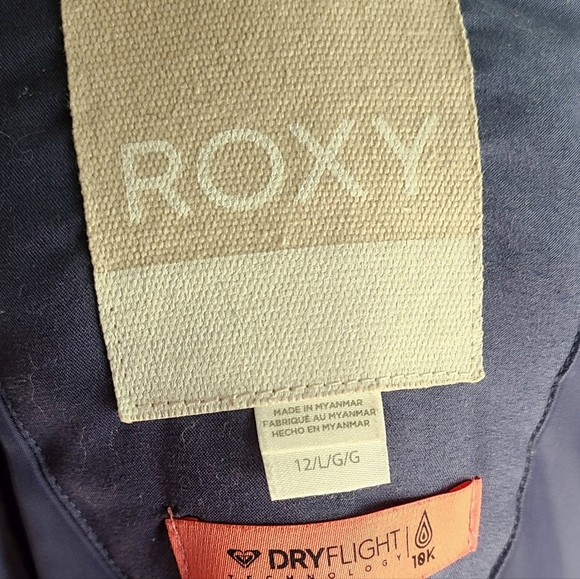 ROXY
MADE IN MYANMAR
FABRIQUÉ AU MYANMAR
HECHO EN MYANMAR
12/L/G/G
DRYFLIGHT
TECHNOLOGY
10K